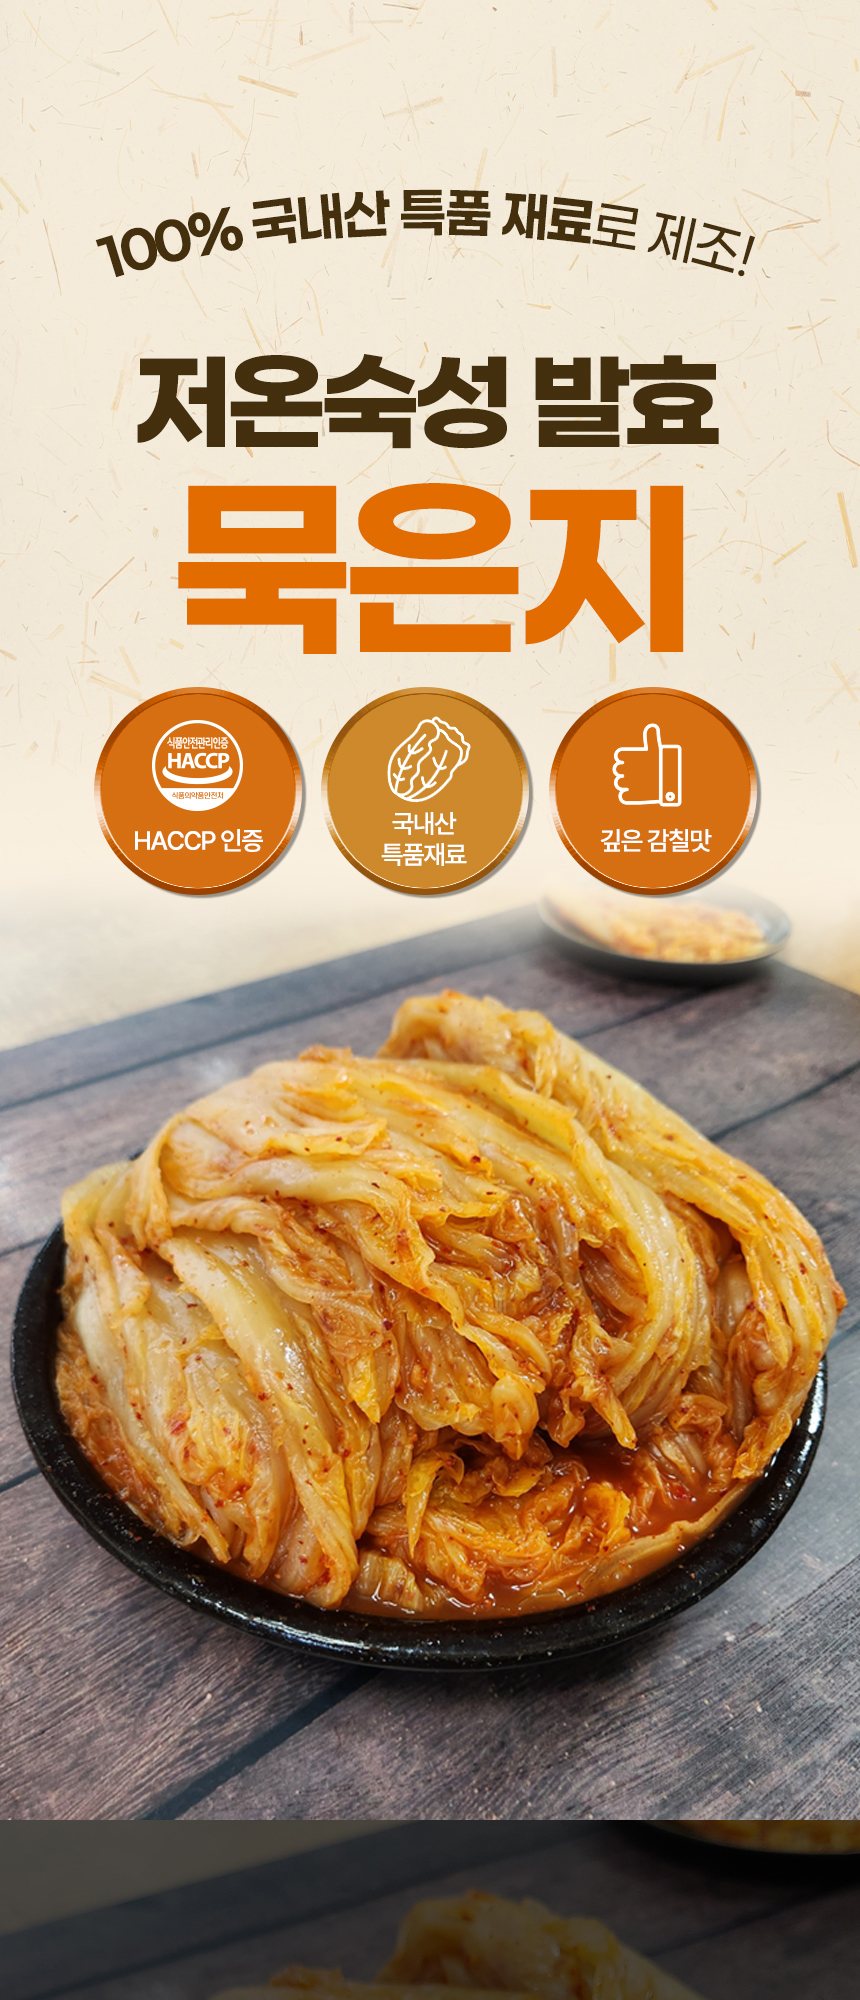 100% 국내산 특품 재료로 제조!
저온숙성 발효
묵은지
식품안전관리인증
HACCP
식품의약품안전처
HACCP 인증
국내산
특품재료
깊은 감칠맛